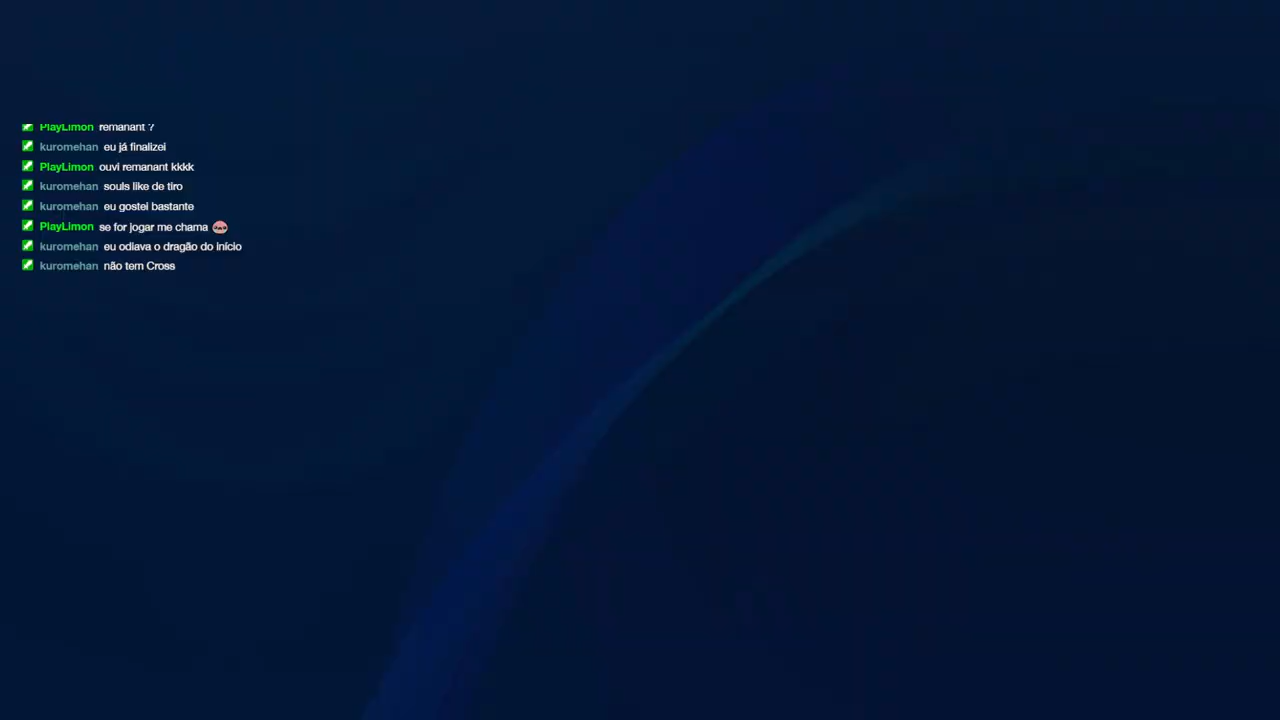 PlayLimon remanant ?
kuromehan eu já finalizei
PlayLimon ouvi remanant kkkk
kuromehan souls like de tiro
kuromehan eu gostei bastante
PlayLimon se for jogar me chama
kuromehan eu odiava o dragão do início
kuromehan não tem Cross